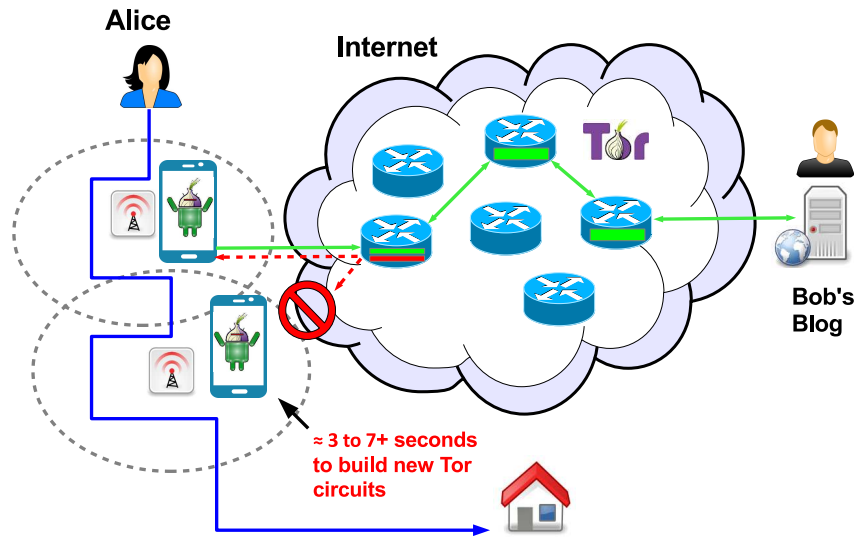 Alice
Internet
Tor
Bob's
Blog
≈ 3 to 7+ seconds
to build new Tor
circuits